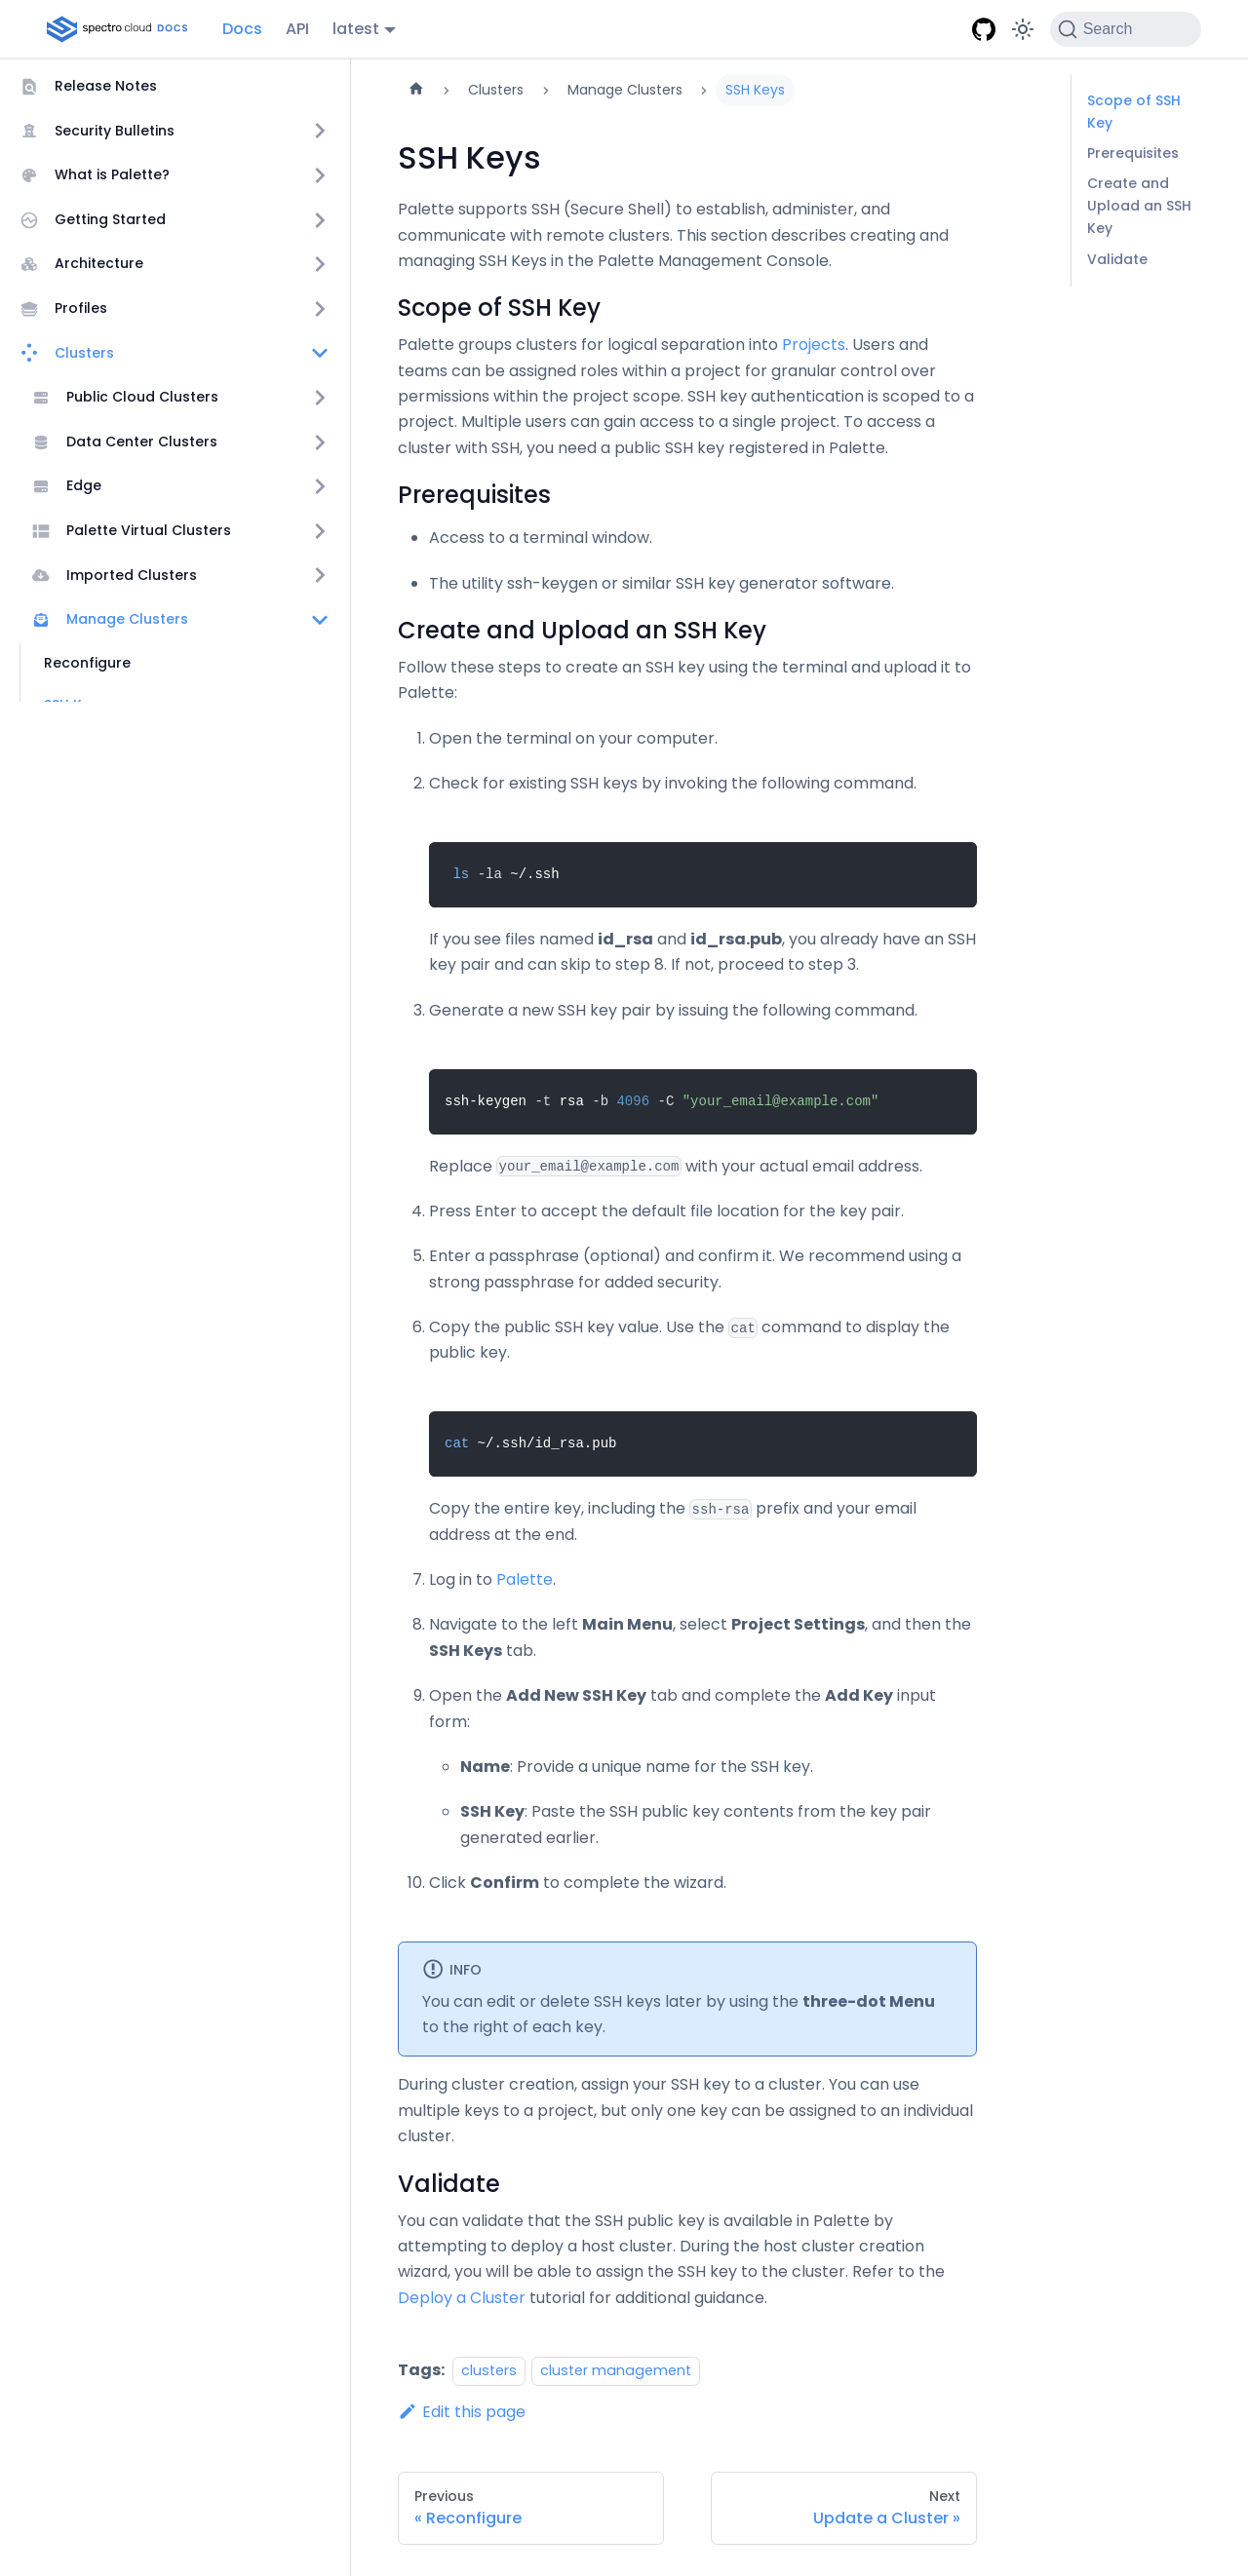 spectro cloud DOCS
Docs
API
latest
Search
Release Notes
Security Bulletins
What is Palette?
Getting Started
Architecture
Profiles
Clusters
Public Cloud Clusters
Data Center Clusters
Edge
Palette Virtual Clusters
Imported Clusters
Manage Clusters
Reconfigure
Clusters
Manage Clusters
SSH Keys
SSH Keys
Palette supports SSH (Secure Shell) to establish, administer, and
communicate with remote clusters. This section describes creating and
managing SSH Keys in the Palette Management Console.
Scope of SSH Key
Palette groups clusters for logical separation into Projects. Users and
teams can be assigned roles within a project for granular control over
permissions within the project scope. SSH key authentication is scoped to a
project. Multiple users can gain access to a single project. To access a
cluster with SSH, you need a public SSH key registered in Palette.
Prerequisites
• Access to a terminal window.
• The utility ssh-keygen or similar SSH key generator software.
Create and Upload an SSH Key
Follow these steps to create an SSH key using the terminal and upload it to
Palette:
1. Open the terminal on your computer.
2. Check for existing SSH keys by invoking the following command.
ls -la ~/.ssh
If you see files named id_rsa and id_rsa.pub, you already have an SSH
key pair and can skip to step 8. If not, proceed to step 3.
3. Generate a new SSH key pair by issuing the following command.
ssh-keygen -t rsa -b 4096 -C "your_email@example.com"
Replace your_email@example.com with your actual email address.
4. Press Enter to accept the default file location for the key pair.
5. Enter a passphrase (optional) and confirm it. We recommend using a
strong passphrase for added security.
6. Copy the public SSH key value. Use the cat command to display the
public key.
cat ~/.ssh/id_rsa.pub
Copy the entire key, including the ssh-rsa prefix and your email
address at the end.
7. Log in to Palette.
8. Navigate to the left Main Menu, select Project Settings, and then the
SSH Keys tab.
9. Open the Add New SSH Key tab and complete the Add Key input
form:
◦ Name: Provide a unique name for the SSH key.
◦ SSH Key: Paste the SSH public key contents from the key pair
generated earlier.
10. Click Confirm to complete the wizard.
INFO
You can edit or delete SSH keys later by using the three-dot Menu
to the right of each key.
During cluster creation, assign your SSH key to a cluster. You can use
multiple keys to a project, but only one key can be assigned to an individual
cluster.
Validate
You can validate that the SSH public key is available in Palette by
attempting to deploy a host cluster. During the host cluster creation
wizard, you will be able to assign the SSH key to the cluster. Refer to the
Deploy a Cluster tutorial for additional guidance.
Tags: clusters cluster management
Edit this page
Previous
« Reconfigure
Next
Update a Cluster »
Scope of SSH
Key
Prerequisites
Create and
Upload an SSH
Key
Validate